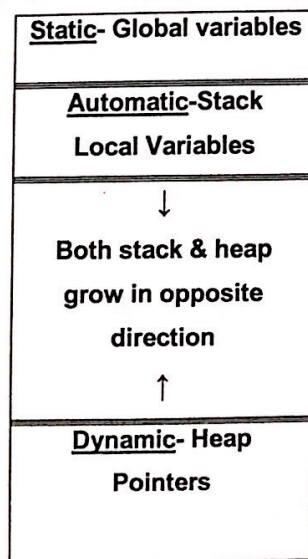 Static- Global variables
Automatic-Stack
Local Variables
↓
Both stack & heap
grow in opposite
direction
↑
Dynamic- Heap
Pointers